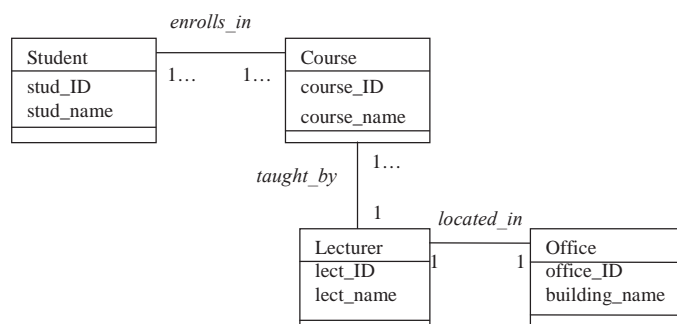 enrolls_in
Student
stud_ID
stud_name
1…
1…
Course
course_ID
course_name
taught_by
1…
1
Lecturer
lect_ID
lect_name
located_in
1
1
Office
office_ID
building_name